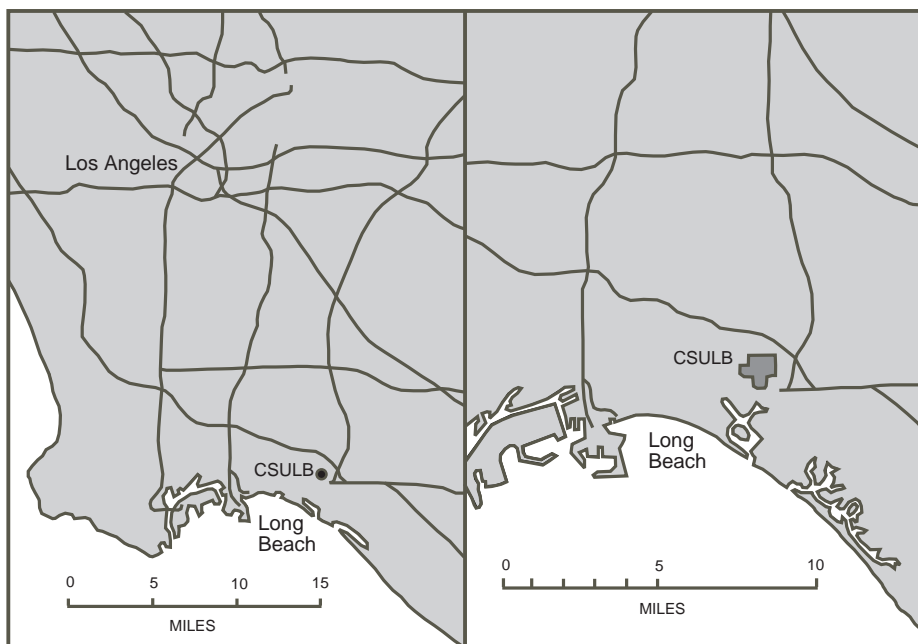 Los Angeles
CSULB
Long
Beach
0 5 10 15
MILES
CSULB
Long
Beach
0 5 10
MILES